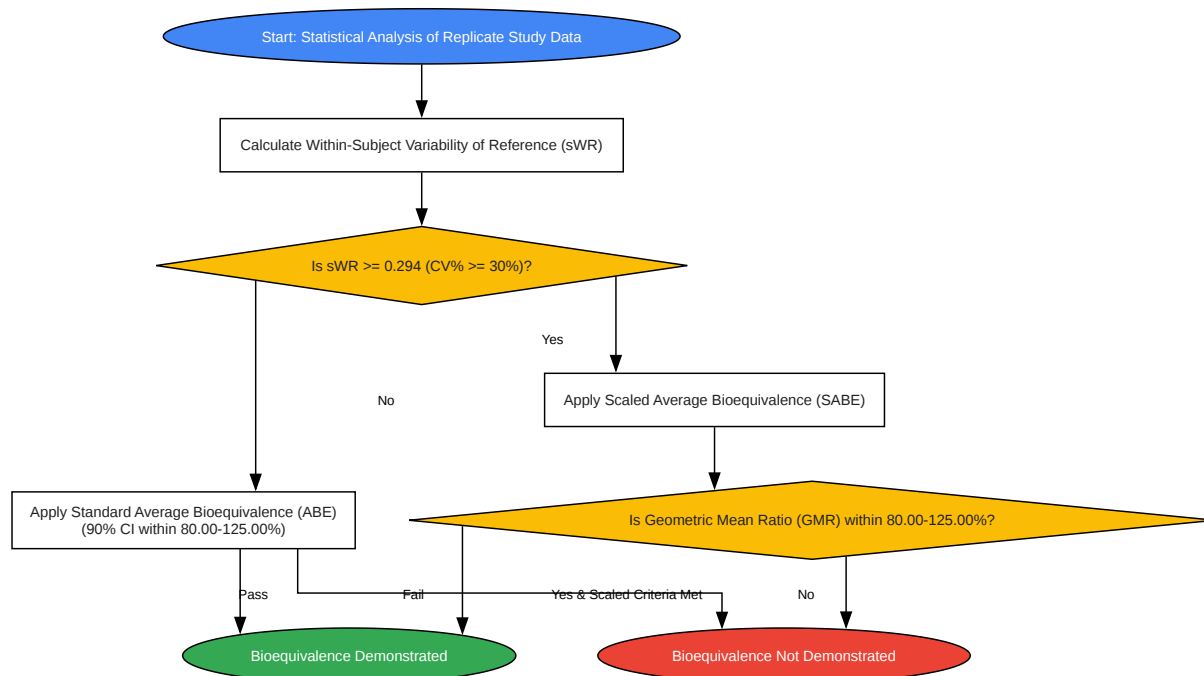 Start: Statistical Analysis of Replicate Study Data
Calculate Within-Subject Variability of Reference (sWR)
Is sWR >= 0.294 (CV% >= 30%)?
Yes
No
Apply Scaled Average Bioequivalence (SABE)
Apply Standard Average Bioequivalence (ABE)
(90% CI within 80.00-125.00%)
Is Geometric Mean Ratio (GMR) within 80.00-125.00%?
Pass
Fail
Yes & Scaled Criteria Met
No
Bioequivalence Demonstrated
Bioequivalence Not Demonstrated